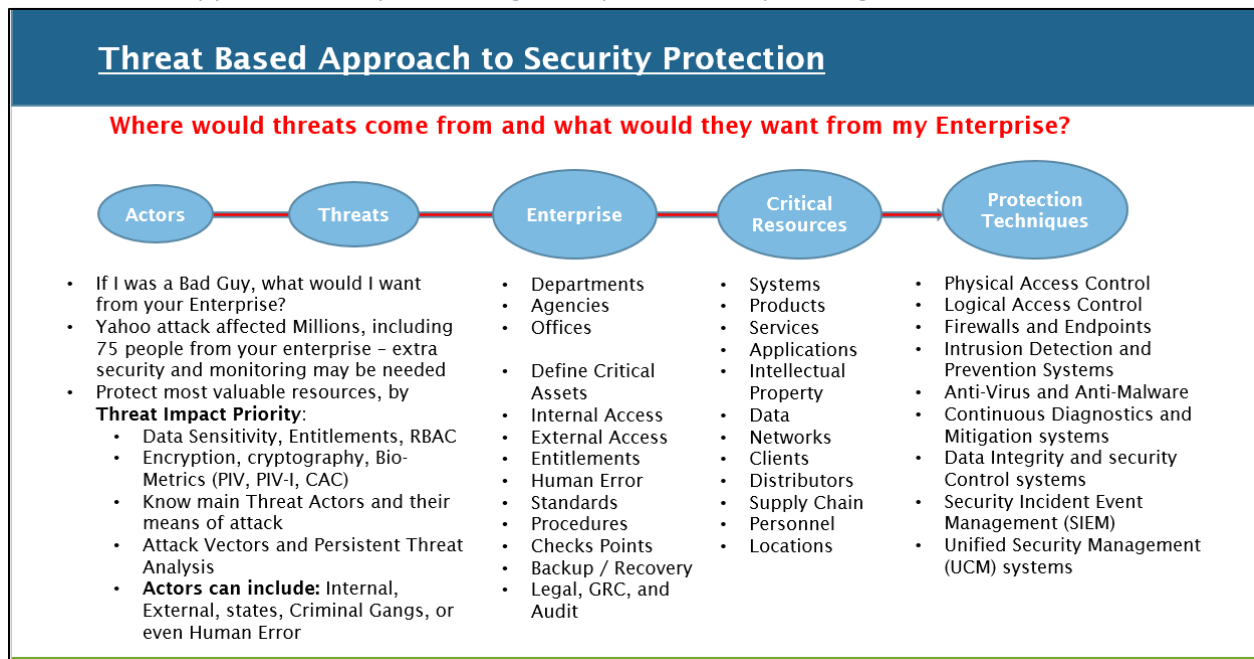 Threat Based Approach to Security Protection
Where would threats come from and what would they want from my Enterprise?
Actors
Threats
Enterprise
Critical
Resources
Protection
Techniques
• If I was a Bad Guy, what would I want
from your Enterprise?
• Yahoo attack affected Millions, including
75 people from your enterprise – extra
security and monitoring may be needed
• Protect most valuable resources, by
Threat Impact Priority:
• Data Sensitivity, Entitlements, RBAC
• Encryption, cryptography, Bio-
Metrics (PIV, PIV-I, CAC)
• Know main Threat Actors and their
means of attack
• Attack Vectors and Persistent Threat
Analysis
• Actors can include: Internal,
External, states, Criminal Gangs, or
even Human Error
• Departments
• Agencies
• Offices
• Define Critical
Assets
• Internal Access
• External Access
• Entitlements
• Human Error
• Standards
• Procedures
• Checks Points
• Backup / Recovery
• Legal, GRC, and
Audit
• Systems
• Products
• Services
• Applications
• Intellectual
Property
• Data
• Networks
• Clients
• Distributors
• Supply Chain
• Personnel
• Locations
• Physical Access Control
• Logical Access Control
• Firewalls and Endpoints
• Intrusion Detection and
Prevention Systems
• Anti-Virus and Anti-Malware
• Continuous Diagnostics and
Mitigation systems
• Data Integrity and security
Control systems
• Security Incident Event
Management (SIEM)
• Unified Security Management
(UCM) systems